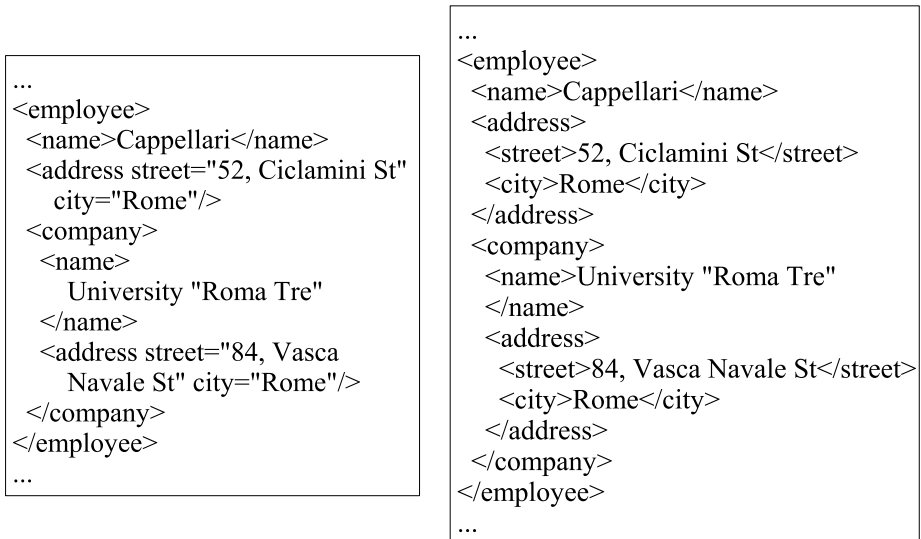 ...
<employee>
<name>Cappellari</name>
<address street="52, Ciclamini St"
city="Rome"/>
<company>
<name>
University "Roma Tre"
</name>
<address street="84, Vasca
Navale St" city="Rome"/>
</company>
</employee>
...
...
<employee>
<name>Cappellari</name>
<address>
<street>52, Ciclamini St</street>
<city>Rome</city>
</address>
<company>
<name>University "Roma Tre"
</name>
<address>
<street>84, Vasca Navale St</street>
<city>Rome</city>
</address>
</company>
</employee>
...